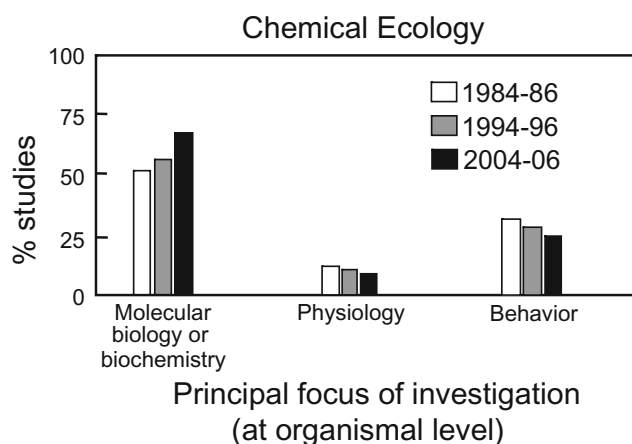 Chemical Ecology
100
75
50
25
0
% studies
1984-86
1994-96
2004-06
Molecular
biology or
biochemistry
Physiology
Behavior
Principal focus of investigation
(at organismal level)